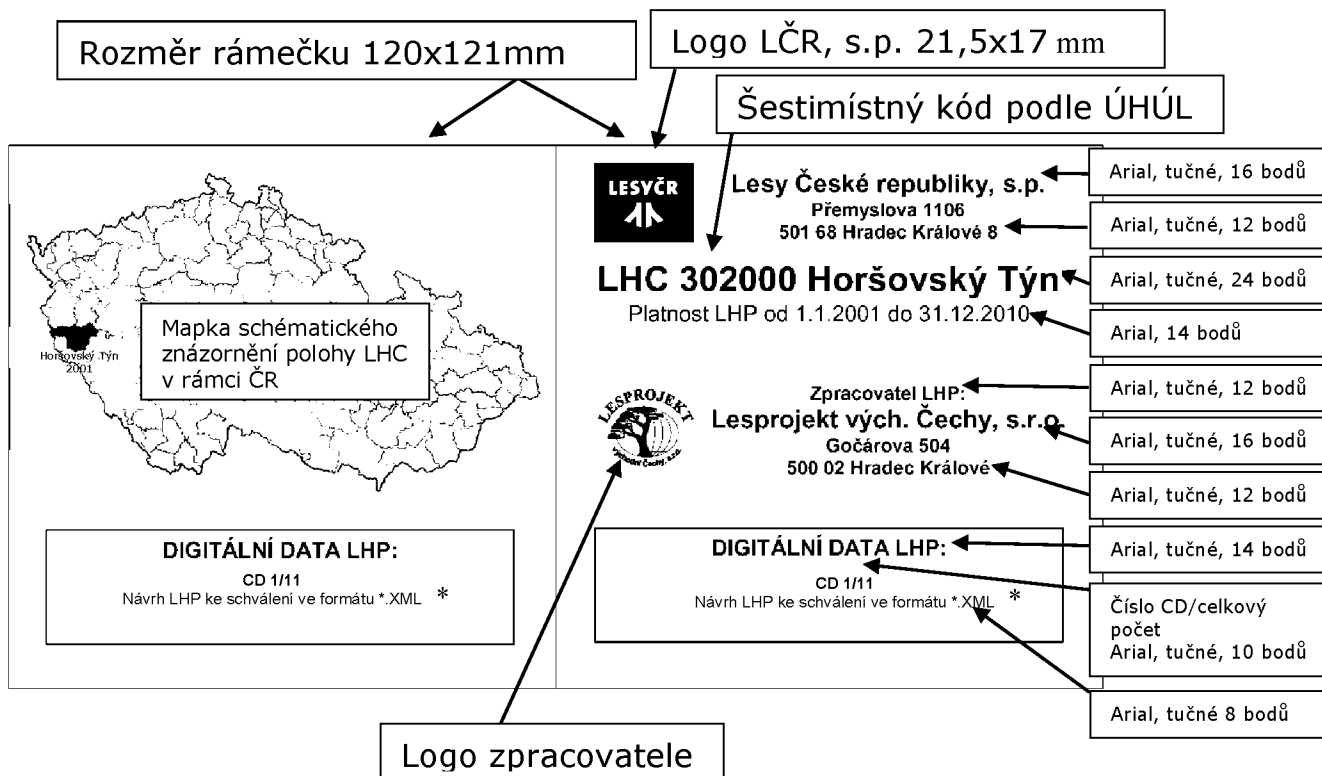 Rozměr rámečku 120x121mm
Logo LČR, s.p. 21,5x17 mm
Šestimístný kód podle ÚHÚL
LESYČR
Lesy České republiky, s.p.
Přemyslova 1106
501 68 Hradec Králové 8
LHC 302000 Horšovský Týn
Platnost LHP od 1.1.2001 do 31.12.2010
Arial, tučné, 16 bodů
Arial, tučné, 12 bodů
Arial, tučné, 24 bodů
Arial, 14 bodů
Mapka schématického
znázornění polohy LHC
v rámci ČR
Horšovský Týn
2001
LESPROJEKT
východní Čechy, s.r.o.
Zpracovatel LHP:
Lesprojekt vých. Čechy, s.r.o.
Gočárova 504
500 02 Hradec Králové
Arial, tučné, 12 bodů
Arial, tučné, 16 bodů
Arial, tučné, 12 bodů
DIGITÁLNÍ DATA LHP:
CD 1/11
Návrh LHP ke schválení ve formátu *.XML *
DIGITÁLNÍ DATA LHP:
CD 1/11
Návrh LHP ke schválení ve formátu *.XML *
Arial, tučné, 14 bodů
Číslo CD/celkový
počet
Arial, tučné, 10 bodů
Arial, tučné 8 bodů
Logo zpracovatele